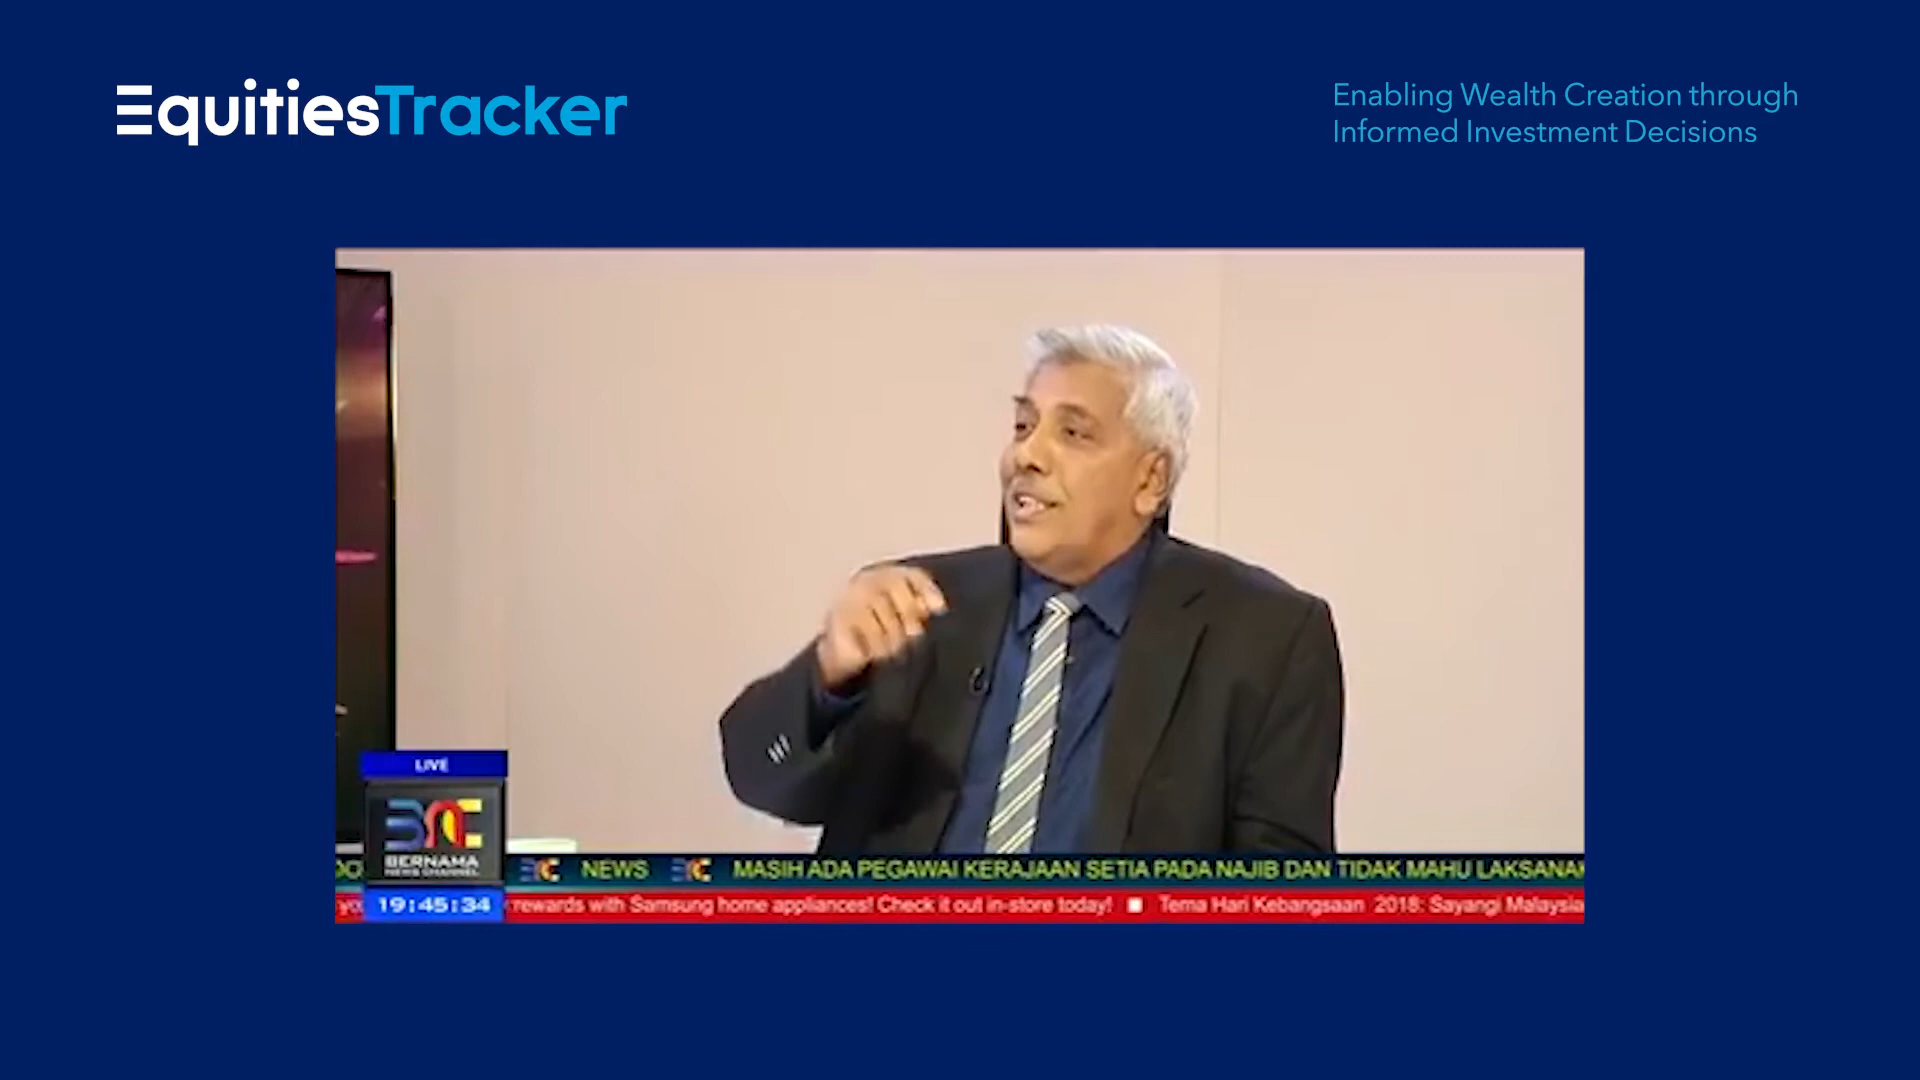 EquitiesTracker
Enabling Wealth Creation through
Informed Investment Decisions
LIVE
BERNAMA
NEWS CHANNEL
NEWS MASIH ADA PEGAWAI KERAJAAN SETIA PADA NAJIB DAN TIDAK MAHU
19:45:34
rewards with Samsung home appliances! Check it out in-store today! Tema Hari Kebangsaan 2018: Sayangi Malaysia